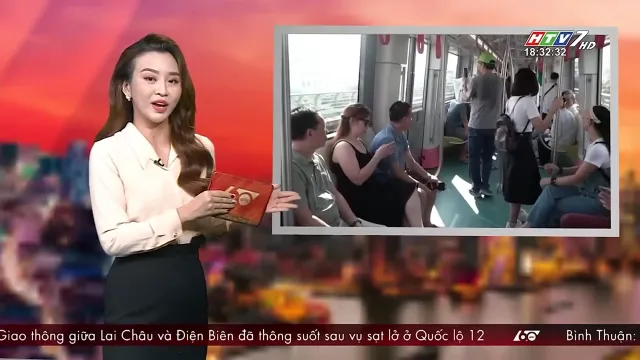 HTV7 HD
18:32:32
Giao thông giữa Lai Châu và Điện Biên đã thông suốt sau vụ sạt lở ở Quốc lộ 12
60
Bình Thuận: